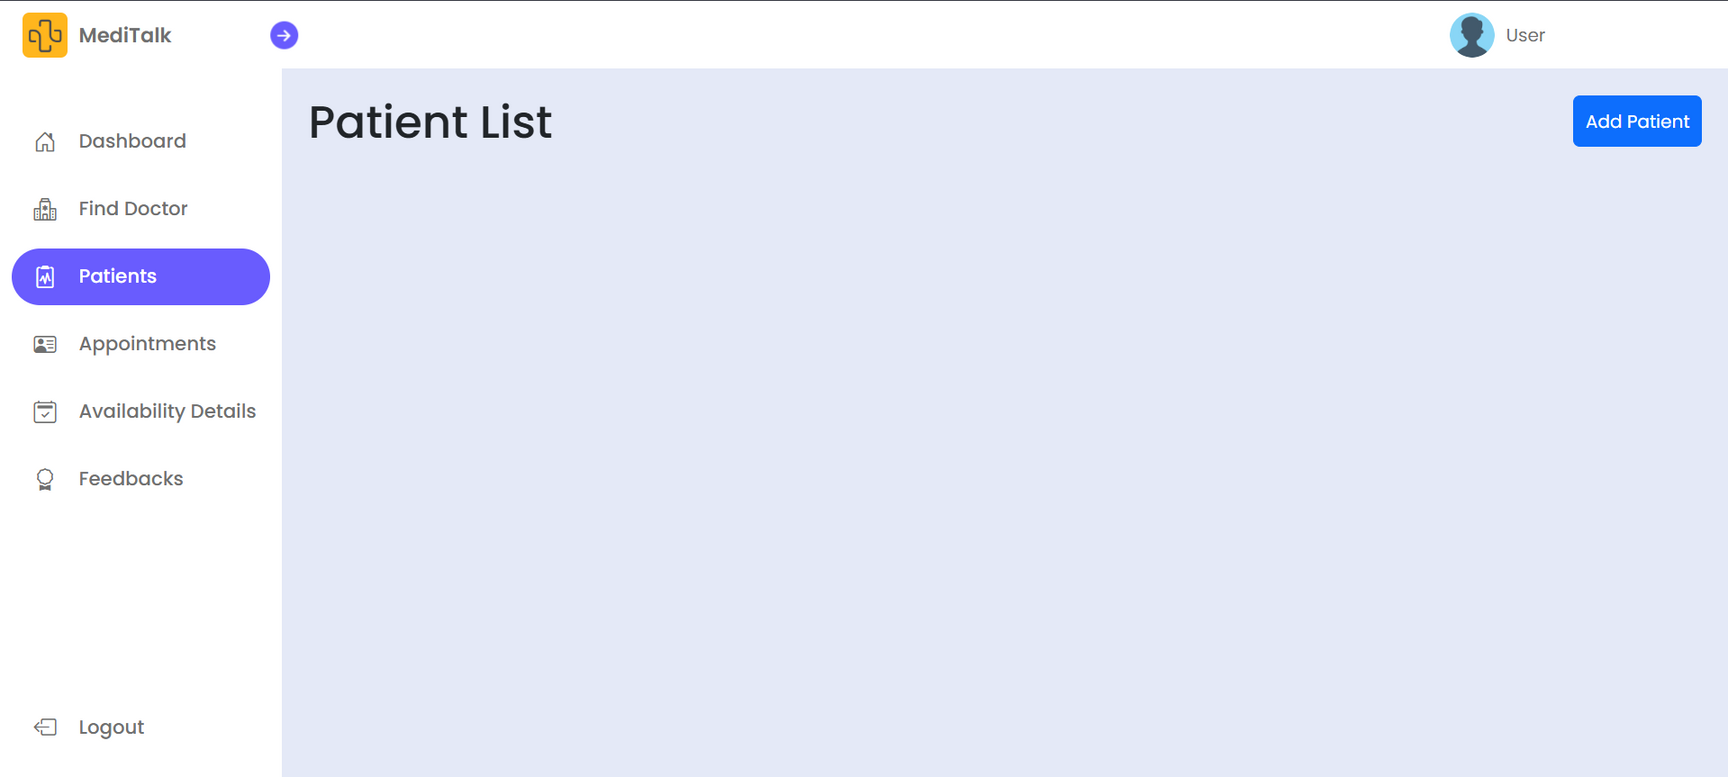 MediTalk
User
Dashboard
Find Doctor
Patients
Appointments
Availability Details
Feedbacks
Logout
Patient List
Add Patient